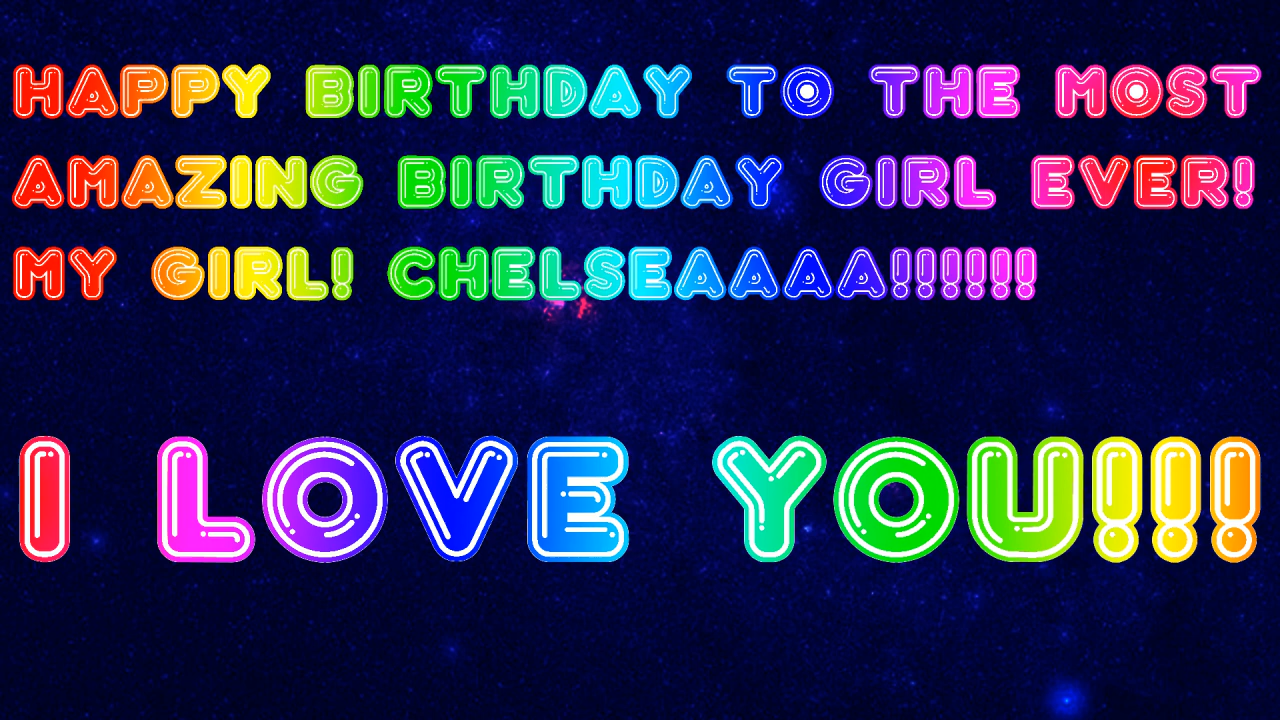 HAPPY BIRTHDAY TO THE MOST
AMAZING BIRTHDAY GIRL EVER!
MY GIRL! CHELSEAAAA!!!!!!
I LOVE YOU!!!